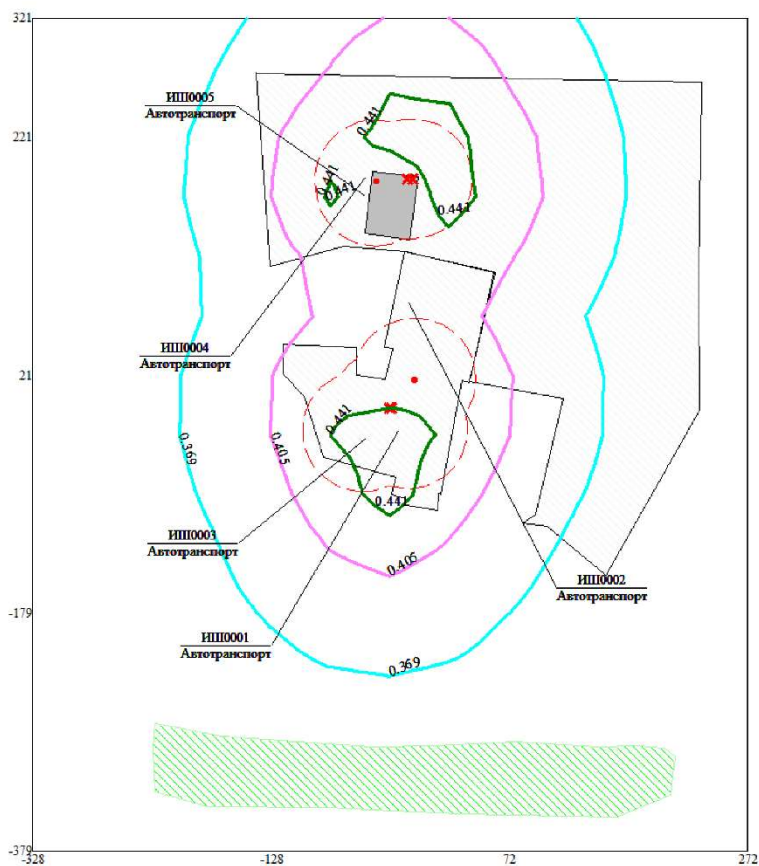 321
ИШ0005
Автотранспорт
221
0.441
0.441
0.441
0.441
ИШ0004
Автотранспорт
21
0.441
0.369
0.405
0.441
ИШ0003
Автотранспорт
0.405
ИШ0002
Автотранспорт
-179
ИШ0001
Автотранспорт
0.369
-379
-328
-128
72
272